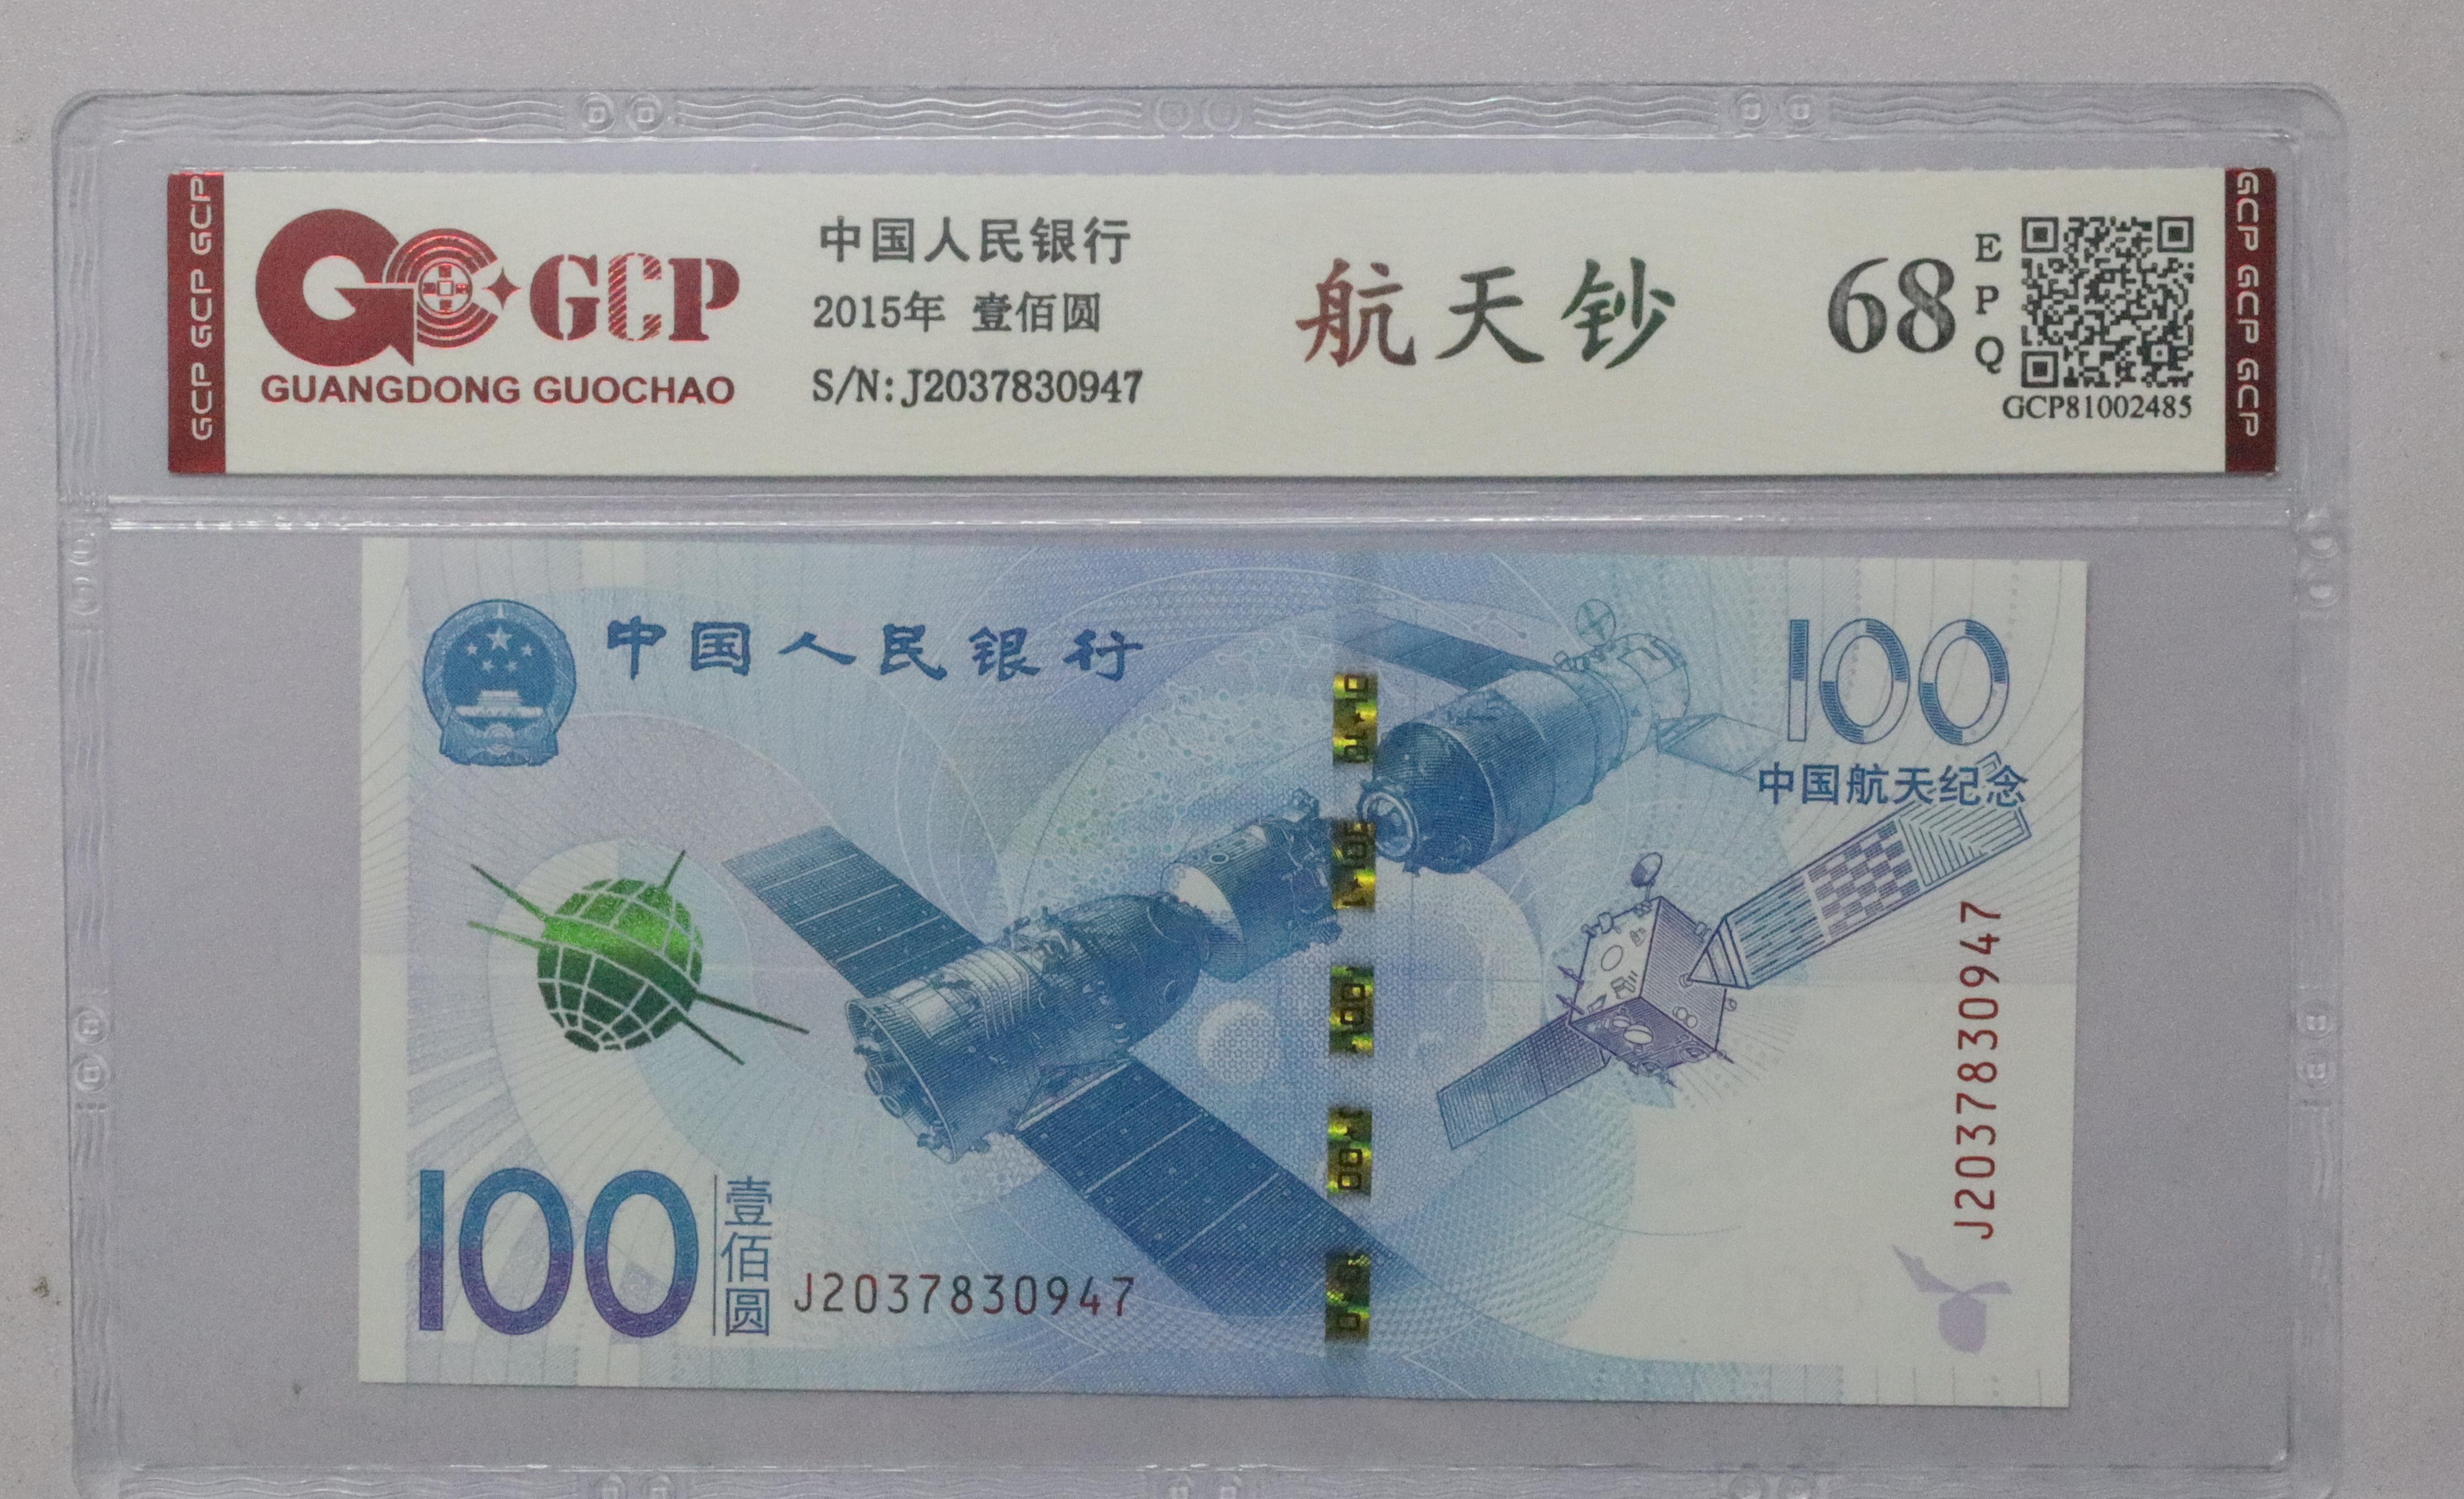 GCP GCP GCP
GCP
GUANGDONG GUOCHAO
中国人民银行
2015年 壹佰圆
S/N: J2037830947
航天钞
68
EPQ
GCP81002485
GCP GCP GCP
中国人民银行
100
中国航天纪念
J2037830947
100
壹佰圆
J2037830947